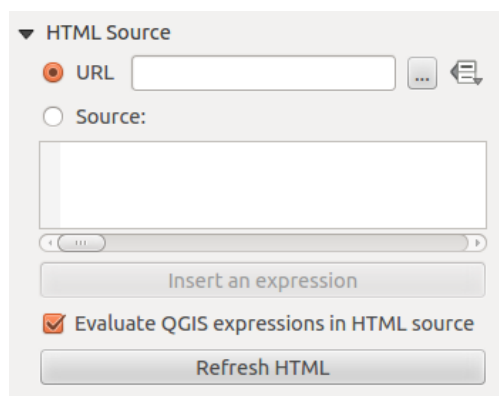 HTML Source
URL ...
Source:
Insert an expression
Evaluate QGIS expressions in HTML source
Refresh HTML